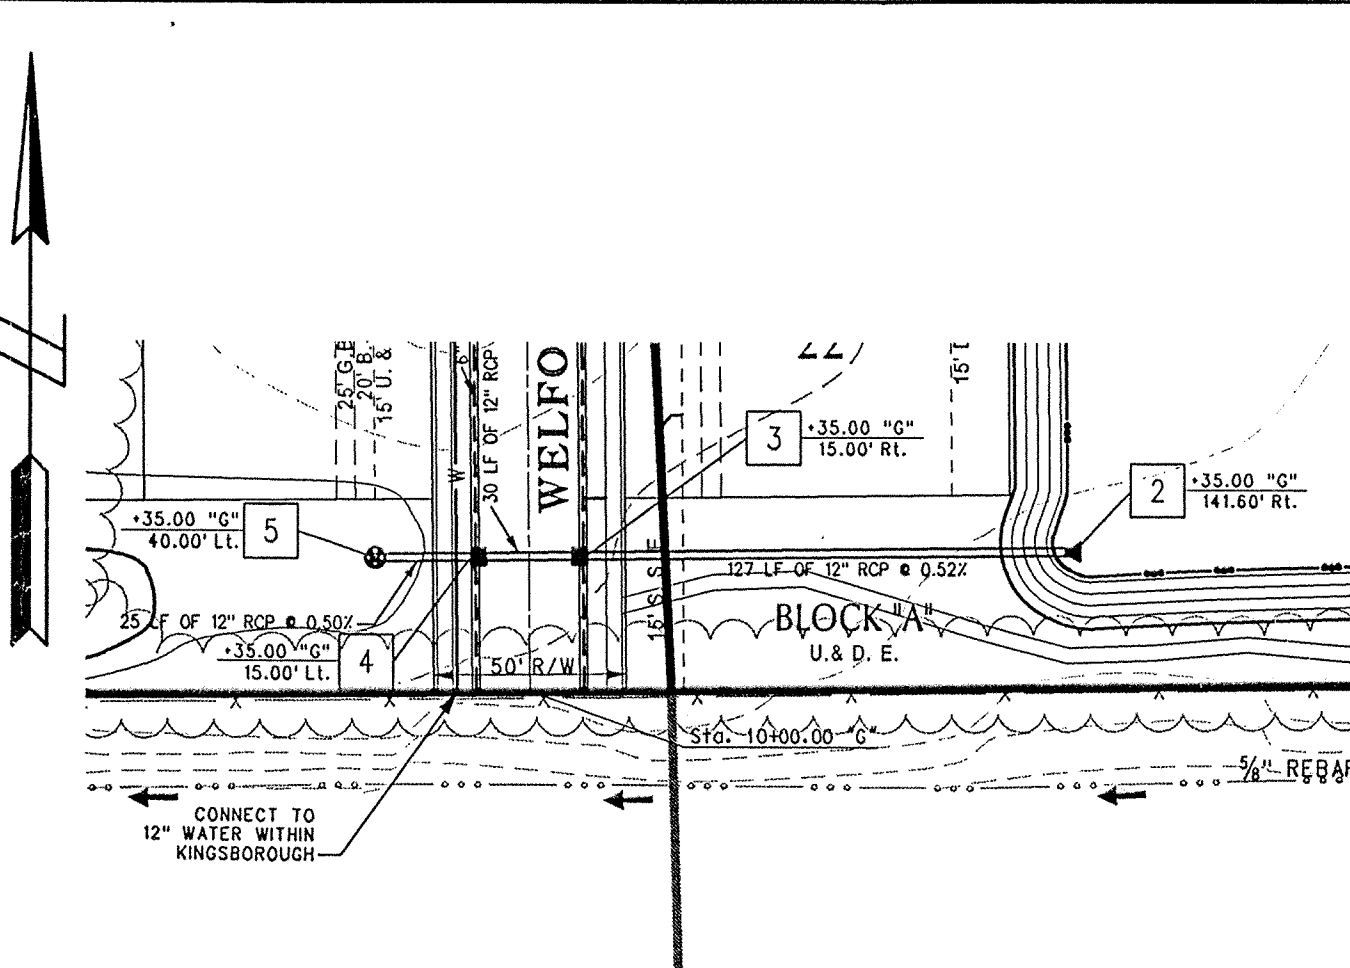 25' G.B
20' B.
15' U. &
W
6"
30 LF OF 12" RCP
WELFO
22
15'
3
+35.00 "G"
15.00' Rt.
2
+35.00 "G"
141.60' Rt.
+35.00 "G"
40.00' Lt.
5
127 LF OF 12" RCP @ 0.52%
15' S S E
BLOCK "A"
U.& D. E.
25 LF OF 12" RCP @ 0.50%
+35.00 "G"
15.00' Lt.
4
50' R/W
Sta. 10+00.00 "G"
5/8" REBAR
CONNECT TO
12" WATER WITHIN
KINGSBOROUGH